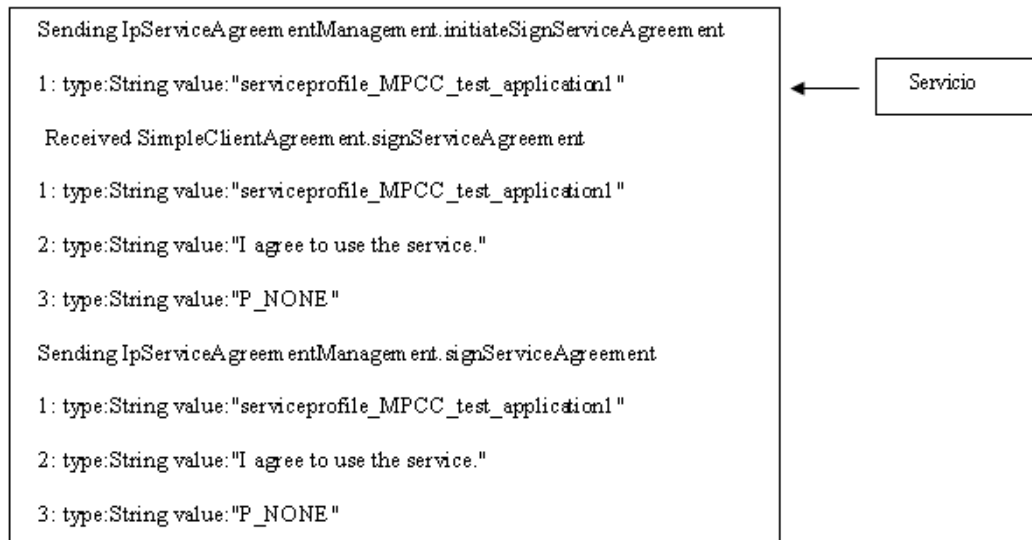 Sending IpServiceAgreementManagement.initiateSignServiceAgreement
1: type:String value:"serviceprofile_MPCC_test_application1"
Servicio
Received SimpleClientAgreement.signServiceAgreement
1: type:String value:"serviceprofile_MPCC_test_application1"
2: type:String value:"I agree to use the service."
3: type:String value:"P_NONE"
Sending IpServiceAgreementManagement.signServiceAgreement
1: type:String value:"serviceprofile_MPCC_test_application1"
2: type:String value:"I agree to use the service."
3: type:String value:"P_NONE"